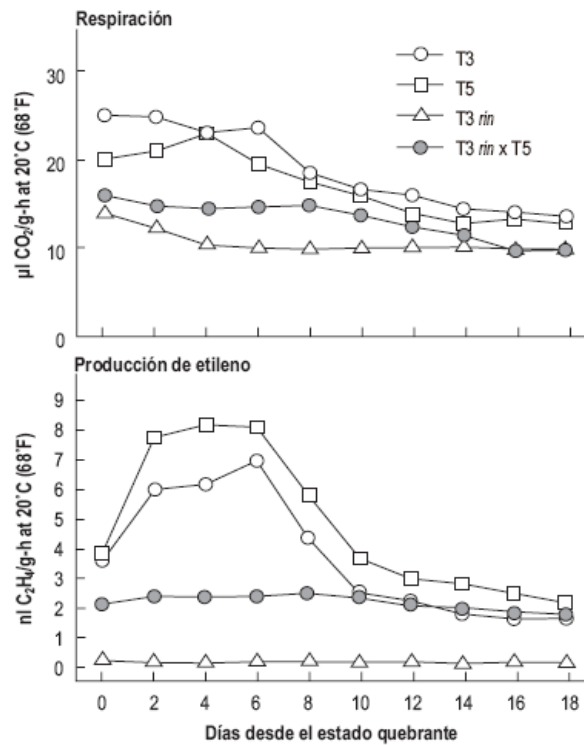 Respiración
T3
T5
T3 rin
T3 rin x T5
30
20
10
0
µl CO₂/g-h at 20˚C (68˚F)
Producción de etileno
9
8
7
6
5
4
3
2
1
0
nl C₂H₄/g-h at 20˚C (68˚F)
0 2 4 6 8 10 12 14 16 18
Días desde el estado quebrante